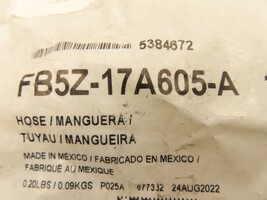 5384672
FB5Z-17A605-A
HOSE / MANGUERA /
TUYAU / MANGUEIRA
MADE IN MEXICO / FABRICADO EN MEXICO /
FABRIQUÉ AU MEXIQUE
0.20LBS / 0.09KGS P025A 677332 24AUG2022